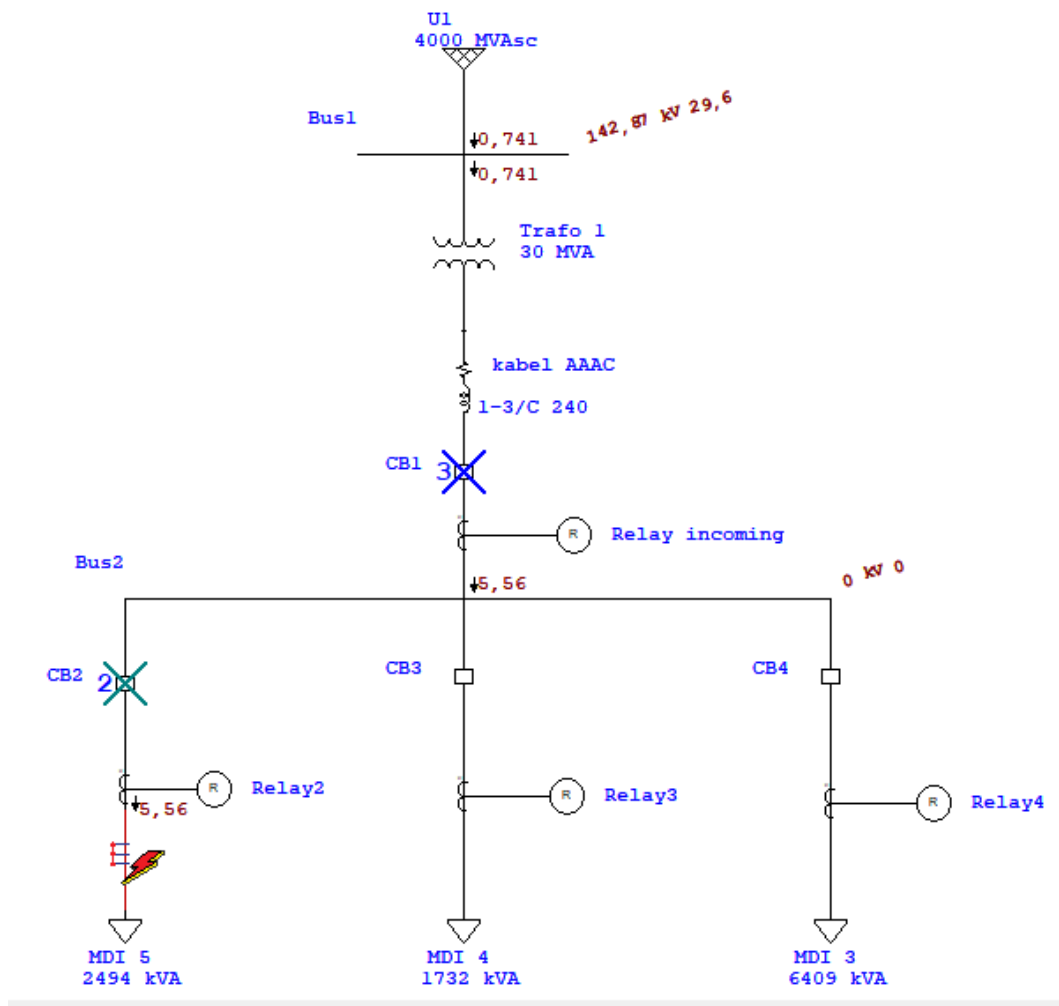 U1
4000 MVAsc
Bus1
0,741
142,87 kV 29,6
0,741
Trafo 1
30 MVA
kabel AAAC
1-3/C 240
CB1
3
R
Relay incoming
Bus2
5,56
0 kV 0
CB2
2
CB3
CB4
R
Relay2
R
Relay3
R
Relay4
5,56
MDI 5
2494 kVA
MDI 4
1732 kVA
MDI 3
6409 kVA